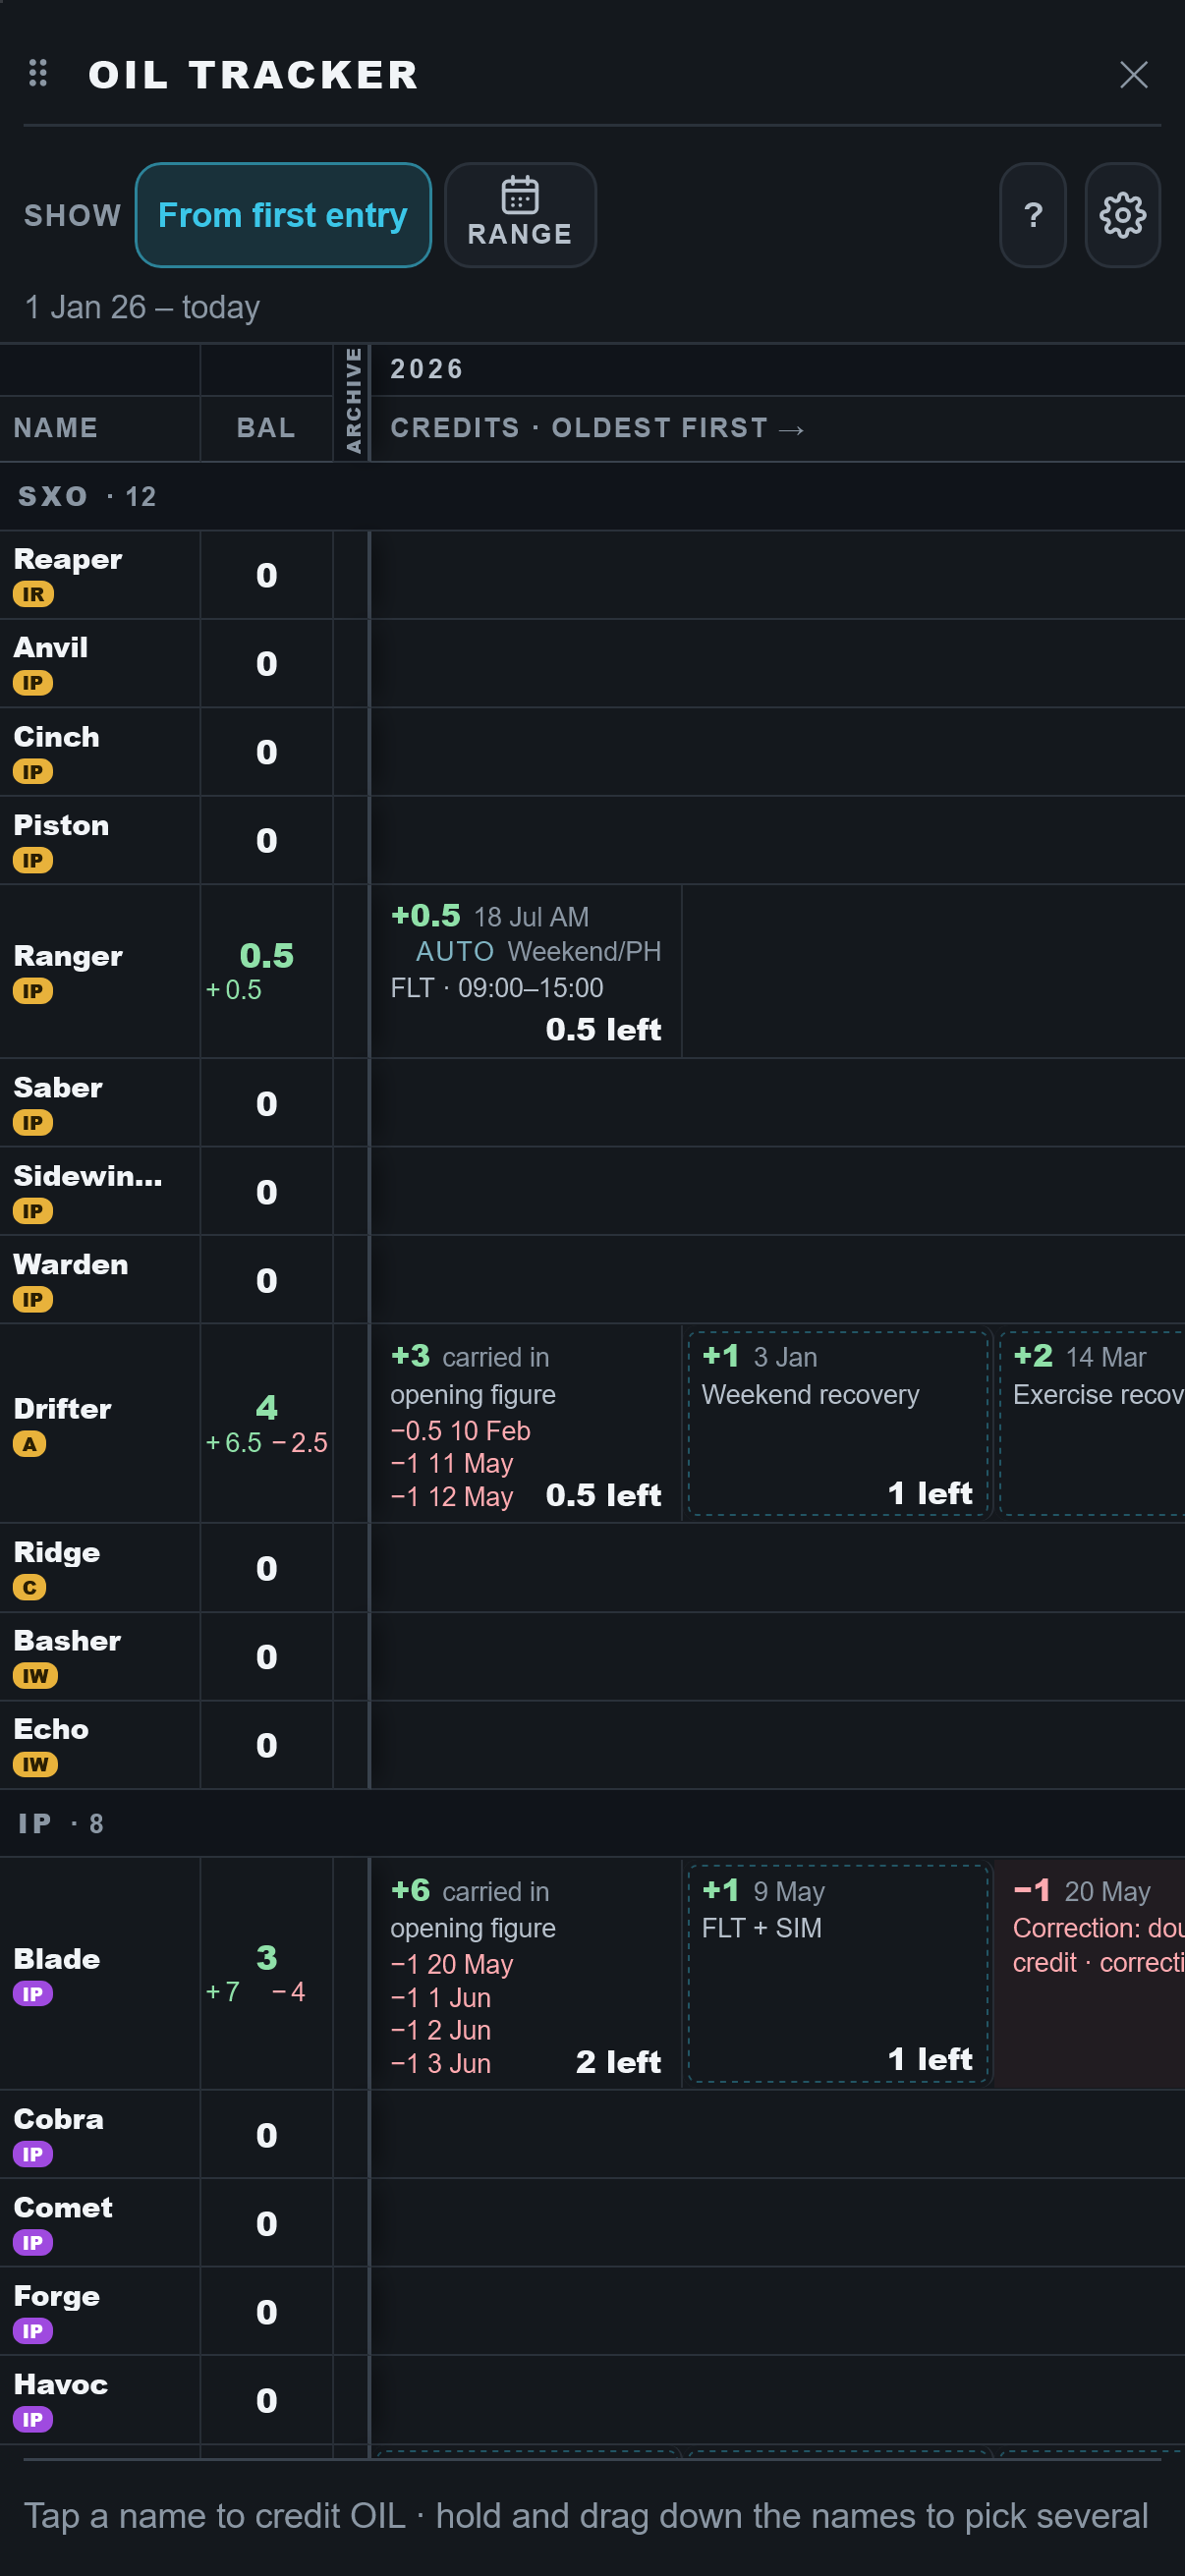 OIL TRACKER
SHOW From first entry RANGE ?
1 Jan 26 – today
ARCHIVE 2026
NAME BAL CREDITS · OLDEST FIRST →
SXO · 12
Reaper 0
IR
Anvil 0
IP
Cinch 0
IP
Piston 0
IP
Ranger 0.5
IP +0.5
+0.5 18 Jul AM
AUTO Weekend/PH
FLT · 09:00–15:00
0.5 left
Saber 0
IP
Sidewin... 0
IP
Warden 0
IP
Drifter 4
A +6.5 −2.5
+3 carried in
opening figure
−0.5 10 Feb
−1 11 May
−1 12 May 0.5 left
+1 3 Jan
Weekend recovery
1 left
+2 14 Mar
Exercise recov
Ridge 0
C
Basher 0
IW
Echo 0
IW
IP · 8
Blade 3
IP +7 −4
+6 carried in
opening figure
−1 20 May
−1 1 Jun
−1 2 Jun
−1 3 Jun 2 left
+1 9 May
FLT + SIM
1 left
−1 20 May
Correction: dou
credit · correcti
Cobra 0
IP
Comet 0
IP
Forge 0
IP
Havoc 0
IP
Tap a name to credit OIL · hold and drag down the names to pick several